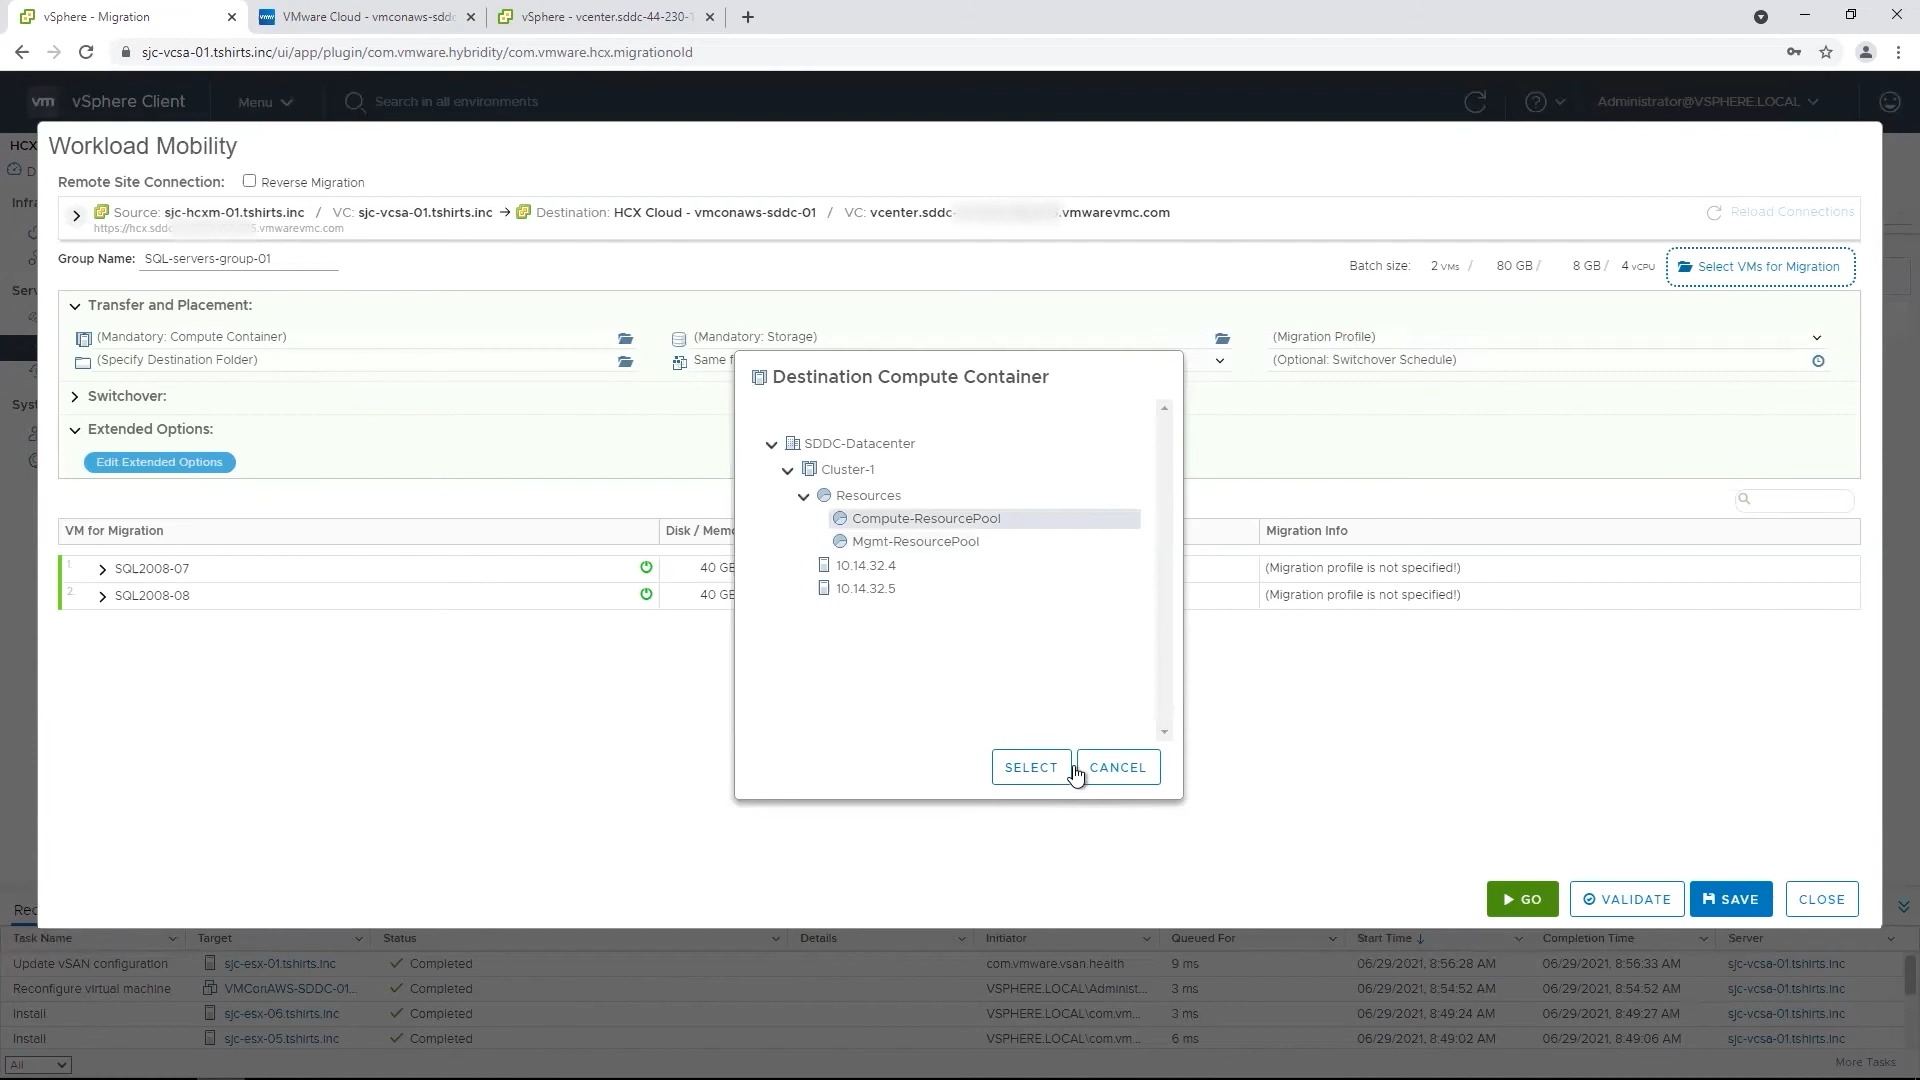 vSphere - Migration
VMware Cloud - vmconaws-sddc
vSphere - vcenter.sddc-44-230-1
sjc-vcsa-01.tshirts.inc/ui/app/plugin/com.vmware.hybridity/com.vmware.hcx.migrationold
vm vSphere Client Menu Search in all environments Administrator@VSPHERE.LOCAL
HCX
Workload Mobility
D
Remote Site Connection: Reverse Migration
Infra
Source: sjc-hcxm-01.tshirts.inc / VC: sjc-vcsa-01.tshirts.inc → Destination: HCX Cloud - vmconaws-sddc-01 / VC: vcenter.sddc- .vmwarevmc.com Reload Connections
https://hcx.sddc 5.vmwarevmc.com
Group Name: SQL-servers-group-01
Batch size: 2 VMs / 80 GB / 8 GB / 4 vCPU Select VMs for Migration
Serv
Transfer and Placement:
(Mandatory: Compute Container) (Mandatory: Storage) (Migration Profile)
(Specify Destination Folder) Same f (Optional: Switchover Schedule)
Switchover:
Syst
Extended Options:
Edit Extended Options
Destination Compute Container
SDDC-Datacenter
Cluster-1
Resources
Compute-ResourcePool
Mgmt-ResourcePool
10.14.32.4
10.14.32.5
SELECT CANCEL
VM for Migration Disk / Memo Migration Info
1 SQL2008-07 40 GB (Migration profile is not specified!)
2 SQL2008-08 40 GB (Migration profile is not specified!)
GO VALIDATE SAVE CLOSE
Rec
Task Name Target Status Details Initiator Queued For Start Time ↓ Completion Time Server
Update vSAN configuration sjc-esx-01.tshirts.inc Completed com.vmware.vsan.health 9 ms 06/29/2021, 8:56:28 AM 06/29/2021, 8:56:33 AM sjc-vcsa-01.tshirts.inc
Reconfigure virtual machine VMConAWS-SDDC-01... Completed VSPHERE.LOCAL\Administ... 3 ms 06/29/2021, 8:54:52 AM 06/29/2021, 8:54:52 AM sjc-vcsa-01.tshirts.inc
Install sjc-esx-06.tshirts.inc Completed VSPHERE.LOCAL\com.vm... 3 ms 06/29/2021, 8:49:24 AM 06/29/2021, 8:49:27 AM sjc-vcsa-01.tshirts.inc
Install sjc-esx-05.tshirts.inc Completed VSPHERE.LOCAL\com.vm... 6 ms 06/29/2021, 8:49:02 AM 06/29/2021, 8:49:06 AM sjc-vcsa-01.tshirts.inc
All More Tasks